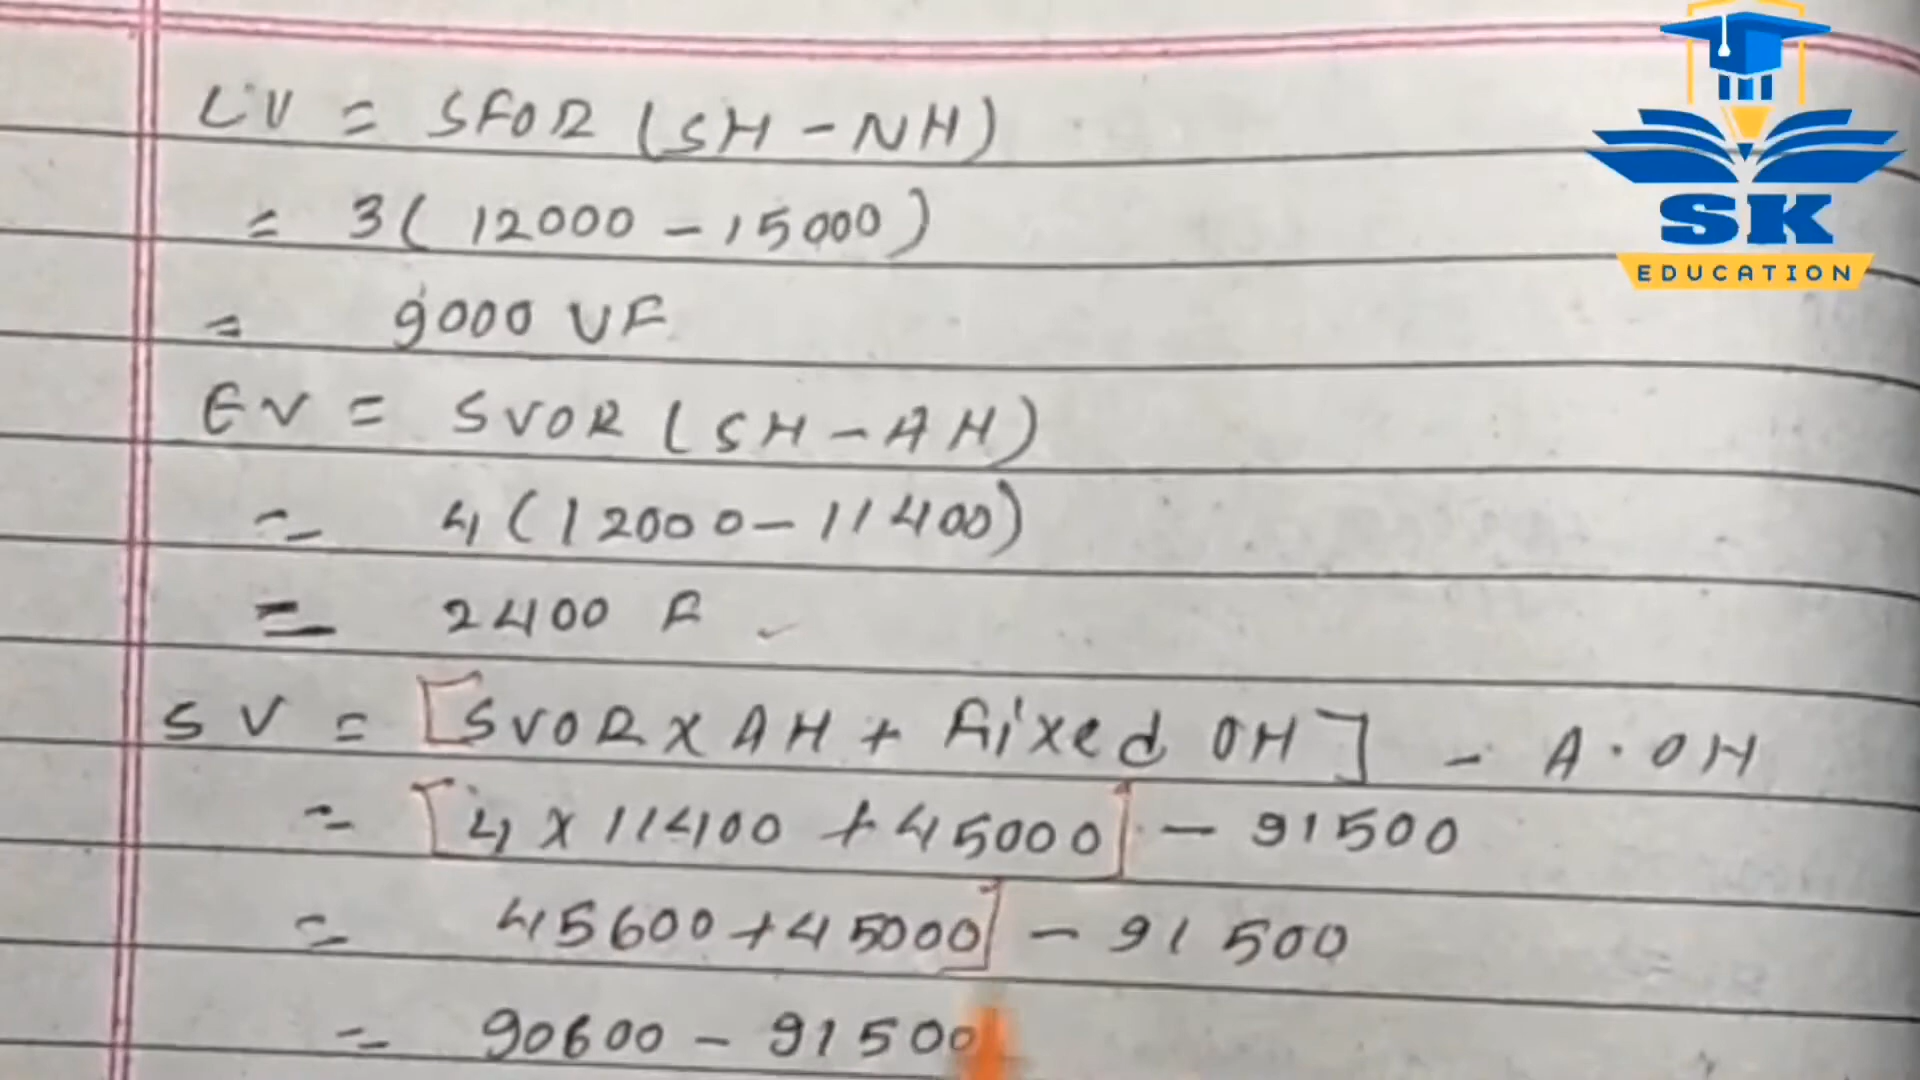 LV = SFOR (SH - NH)
= 3 ( 12000 - 15000 )
= 9000 UF
EV = SVOR (SH - AH)
= 4 ( 12000 - 11400 )
= 2400 F
SV = [SVOR X AH + Fixed OH] - A.OH
= [4 X 11400 + 45000] - 91500
= 45600 + 45000] - 91500
= 90600 - 91500
SK
EDUCATION